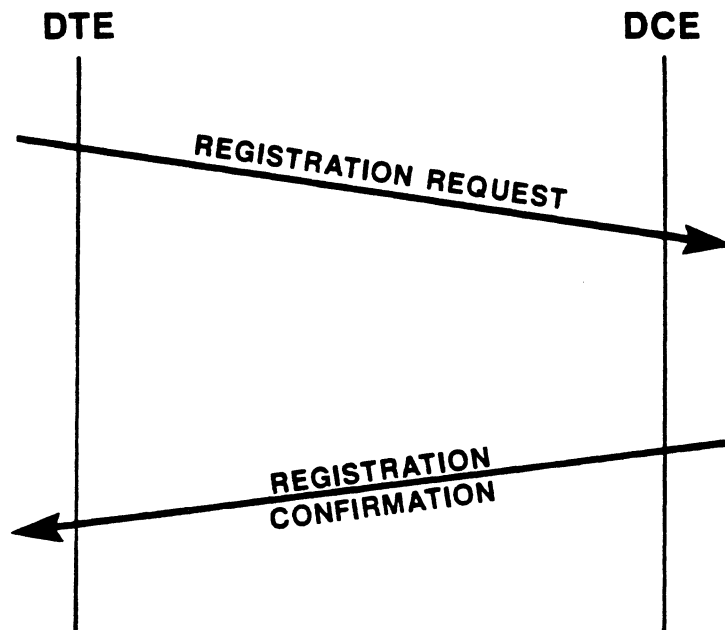 DTE
DCE
REGISTRATION REQUEST
REGISTRATION
CONFIRMATION